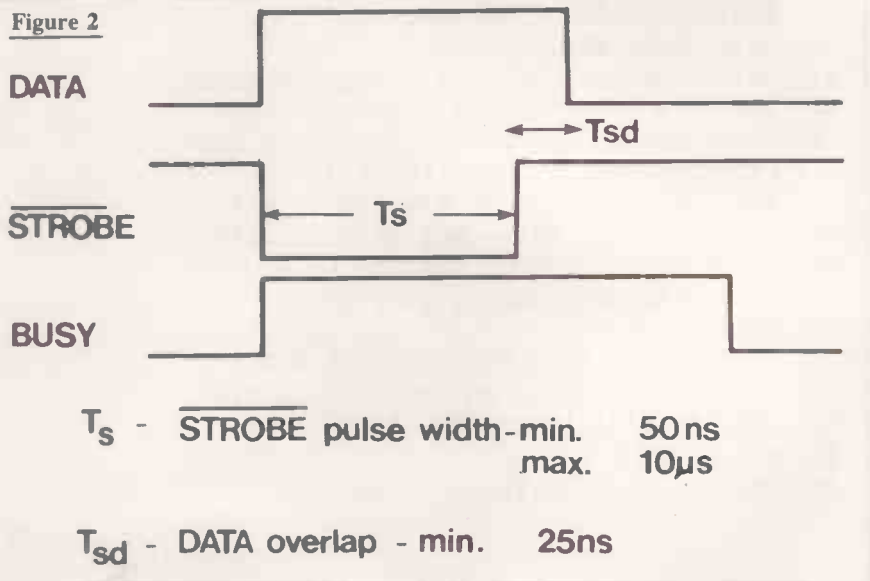 Figure 2
DATA
Tsd
STROBE
Ts
BUSY
Ts - STROBE pulse width-min. 50ns
max. 10µs
Tsd - DATA overlap - min. 25ns